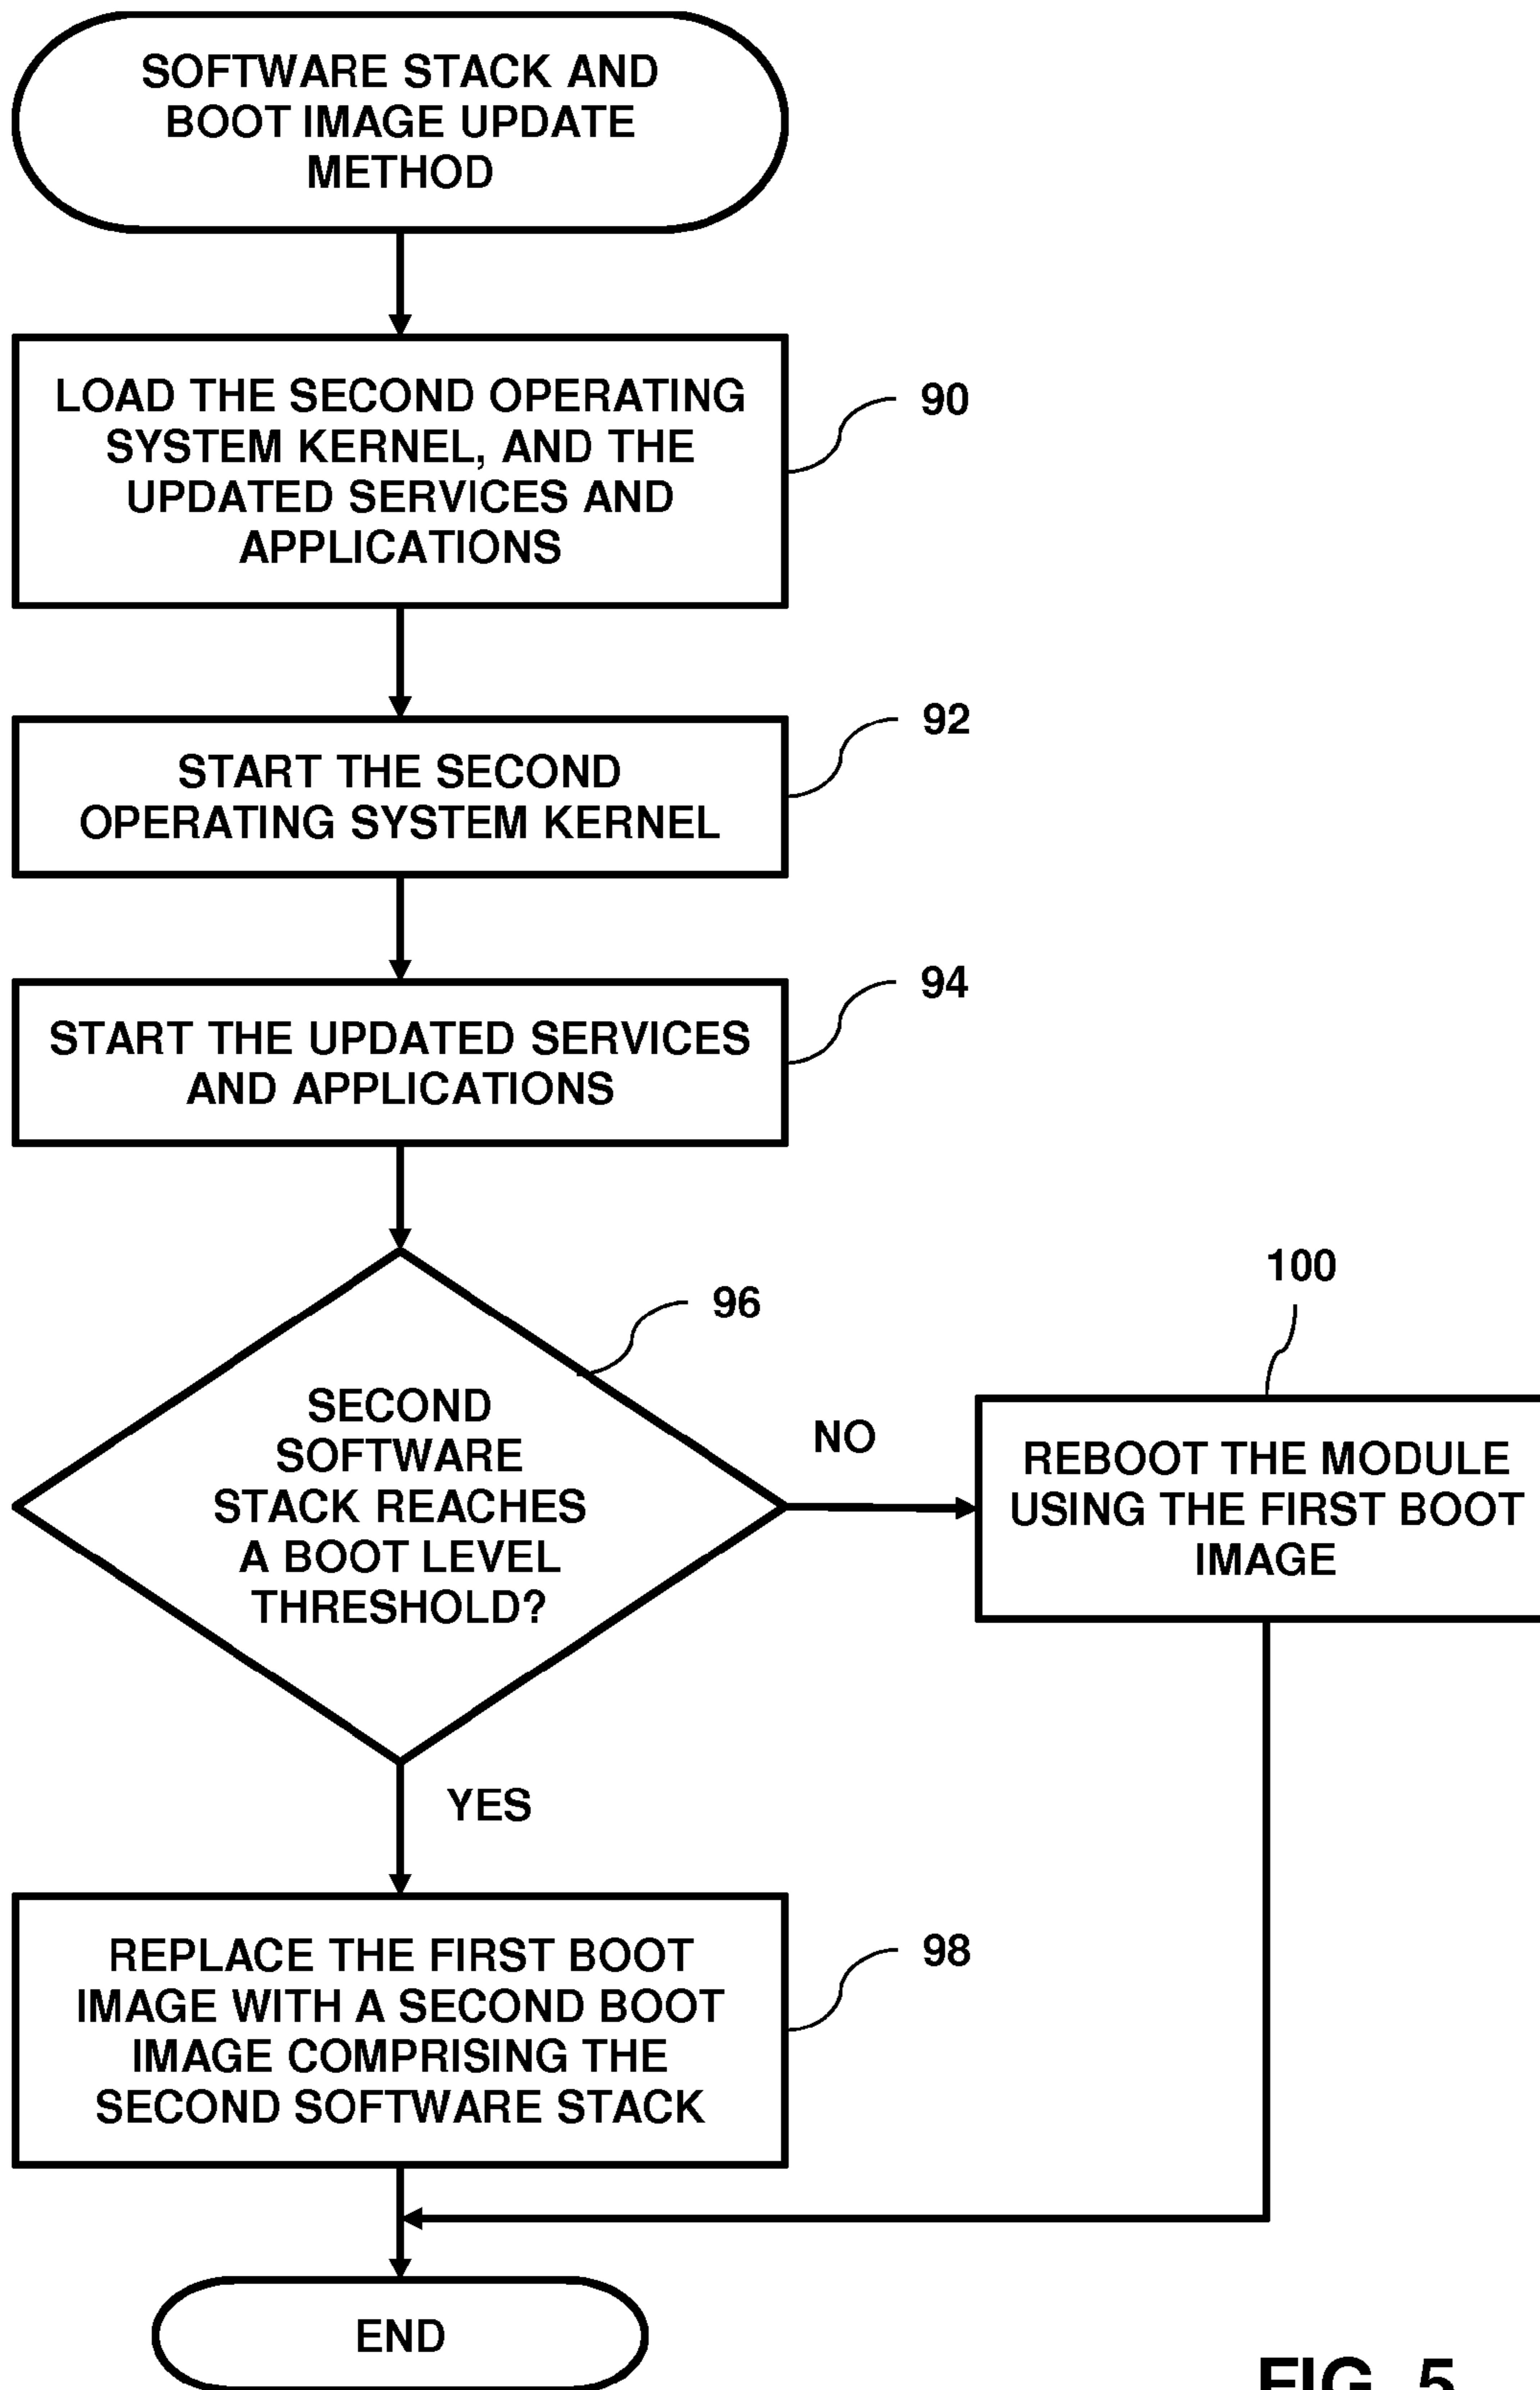 SOFTWARE STACK AND
BOOT IMAGE UPDATE
METHOD
LOAD THE SECOND OPERATING
SYSTEM KERNEL, AND THE
UPDATED SERVICES AND
APPLICATIONS
90
START THE SECOND
OPERATING SYSTEM KERNEL
92
START THE UPDATED SERVICES
AND APPLICATIONS
94
SECOND
SOFTWARE
STACK REACHES
A BOOT LEVEL
THRESHOLD?
96
NO
100
REBOOT THE MODULE
USING THE FIRST BOOT
IMAGE
YES
REPLACE THE FIRST BOOT
IMAGE WITH A SECOND BOOT
IMAGE COMPRISING THE
SECOND SOFTWARE STACK
98
END
FIG. 5